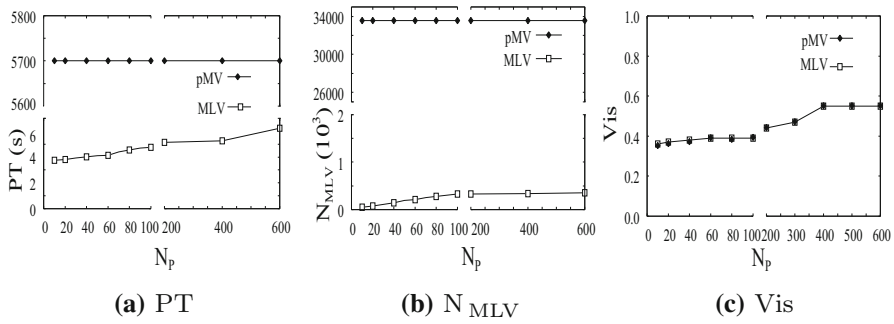 5800
5700
5600
pMV
MLV
6
4
2
0
PT (s)
0 20 40 60 80 100 200 400 600
N_P
(a) PT
34000
32000
30000
28000
26000
pMV
MLV
2
1
0
0
N_MLV (10^3)
0 20 40 60 80 100 200 400 600
N_P
(b) N_MLV
1.0
0.8
0.6
0.4
0.2
0.0
Vis
pMV
MLV
0 20 40 60 80 100 200 300 400 500 600
N_P
(c) Vis